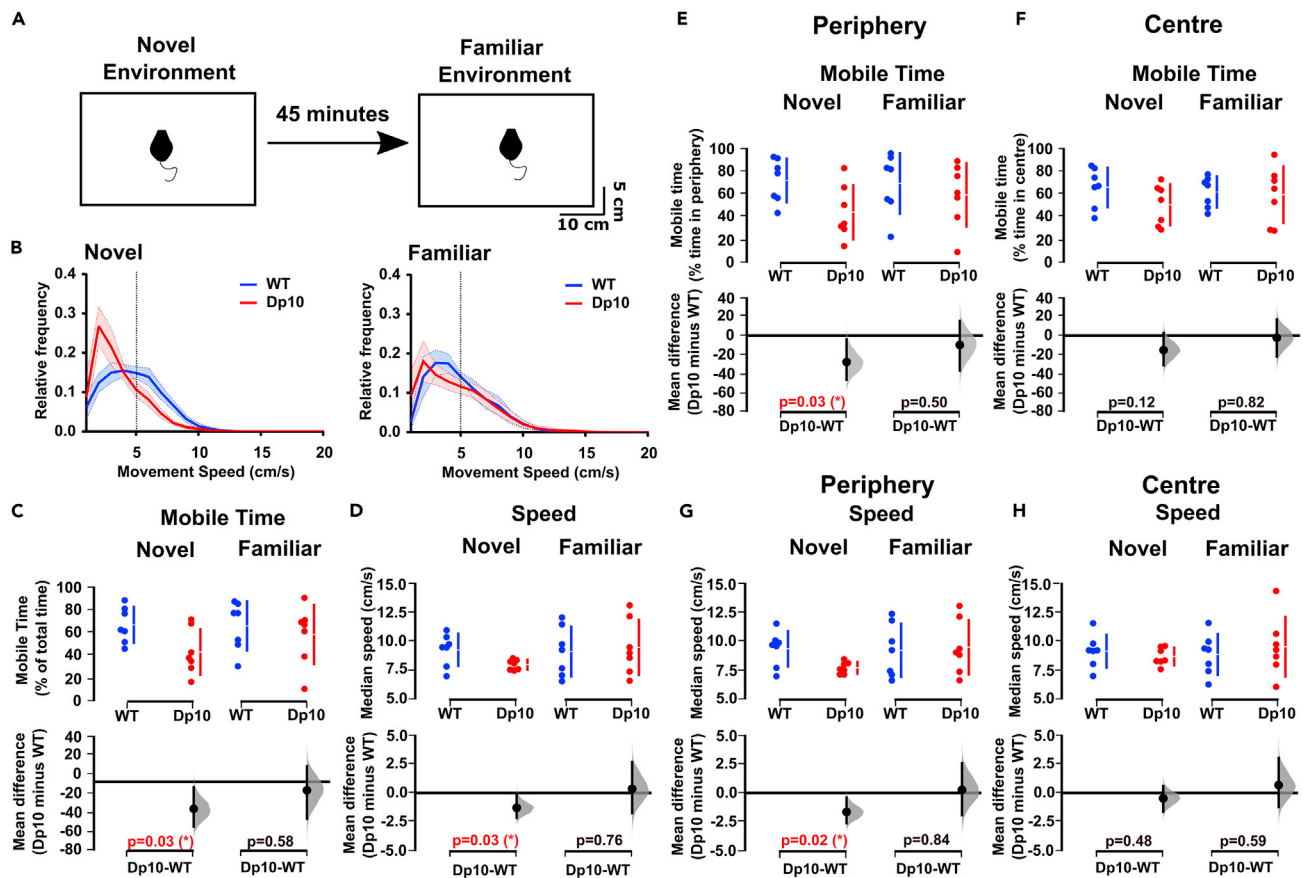 A
Novel
Environment
45 minutes
Familiar
Environment
5 cm
10 cm
B
Novel
Relative frequency
0.4
0.3
0.2
0.1
0.0
WT
Dp10
5
10
15
20
Movement Speed (cm/s)
Familiar
Relative frequency
0.4
0.3
0.2
0.1
0.0
WT
Dp10
5
10
15
20
Movement Speed (cm/s)
C
Mobile Time
Novel
Familiar
Mobile Time
(% of total time)
100
80
60
40
20
0
WT
Dp10
WT
Dp10
Mean difference
(Dp10 minus WT)
40
20
0
-20
-40
-60
-80
p=0.03 (*)
p=0.58
Dp10-WT
Dp10-WT
D
Speed
Novel
Familiar
Median speed (cm/s)
15.0
12.5
10.0
7.5
5.0
WT
Dp10
WT
Dp10
Mean difference
(Dp10 minus WT)
5.0
2.5
0.0
-2.5
-5.0
p=0.03 (*)
p=0.76
Dp10-WT
Dp10-WT
E
Periphery
Mobile Time
Novel
Familiar
Mobile time
(% time in periphery)
100
80
60
40
20
0
WT
Dp10
WT
Dp10
Mean difference
(Dp10 minus WT)
40
20
0
-20
-40
-60
-80
p=0.03 (*)
p=0.50
Dp10-WT
Dp10-WT
F
Centre
Mobile Time
Novel
Familiar
Mobile time
(% time in centre)
100
80
60
40
20
0
WT
Dp10
WT
Dp10
Mean difference
(Dp10 minus WT)
40
20
0
-20
-40
-60
-80
p=0.12
p=0.82
Dp10-WT
Dp10-WT
G
Periphery
Speed
Novel
Familiar
Median speed (cm/s)
15.0
12.5
10.0
7.5
5.0
WT
Dp10
WT
Dp10
Mean difference
(Dp10 minus WT)
5.0
2.5
0.0
-2.5
-5.0
p=0.02 (*)
p=0.84
Dp10-WT
Dp10-WT
H
Centre
Speed
Novel
Familiar
Median speed (cm/s)
15.0
12.5
10.0
7.5
5.0
WT
Dp10
WT
Dp10
Mean difference
(Dp10 minus WT)
5.0
2.5
0.0
-2.5
-5.0
p=0.48
p=0.59
Dp10-WT
Dp10-WT